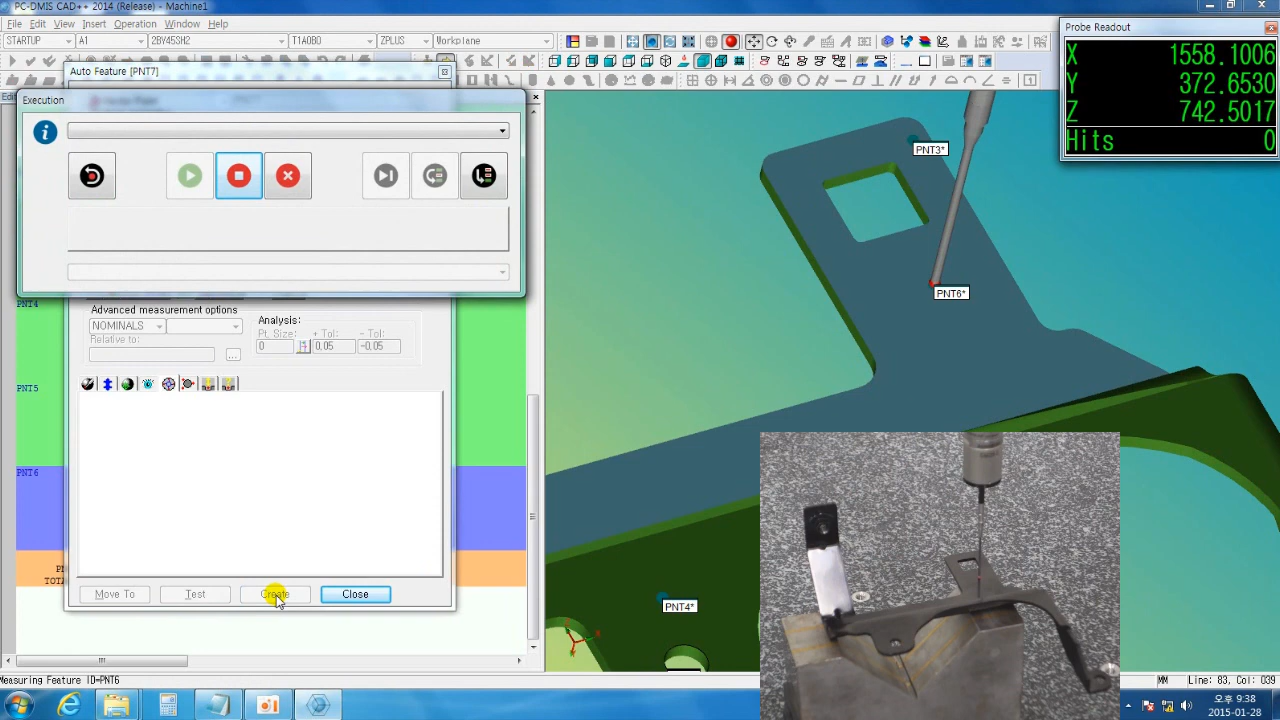 PC-DMIS CAD++ 2014 (Release) - Machine1
File Edit View Insert Operation Window Help
STARTUP A1 2BY45SH2 T1A0B0 ZPLUS Workplane
Auto Feature [PNT7]
Execution
Advanced measurement options
NOMINALS
Relative to:
...
Analysis:
Pt. Size: + Tol: - Tol:
0 0,05 -0,05
Move To Test Create Close
PNT4
PNT5
PNT6
Probe Readout
X 1558.1006
Y 372.6530
Z 742.5017
Hits 0
PNT3*
PNT6*
PNT4*
Measuring Feature ID=PNT6
MM Line: 83, Col: 039
오후 9:38
2015-01-28